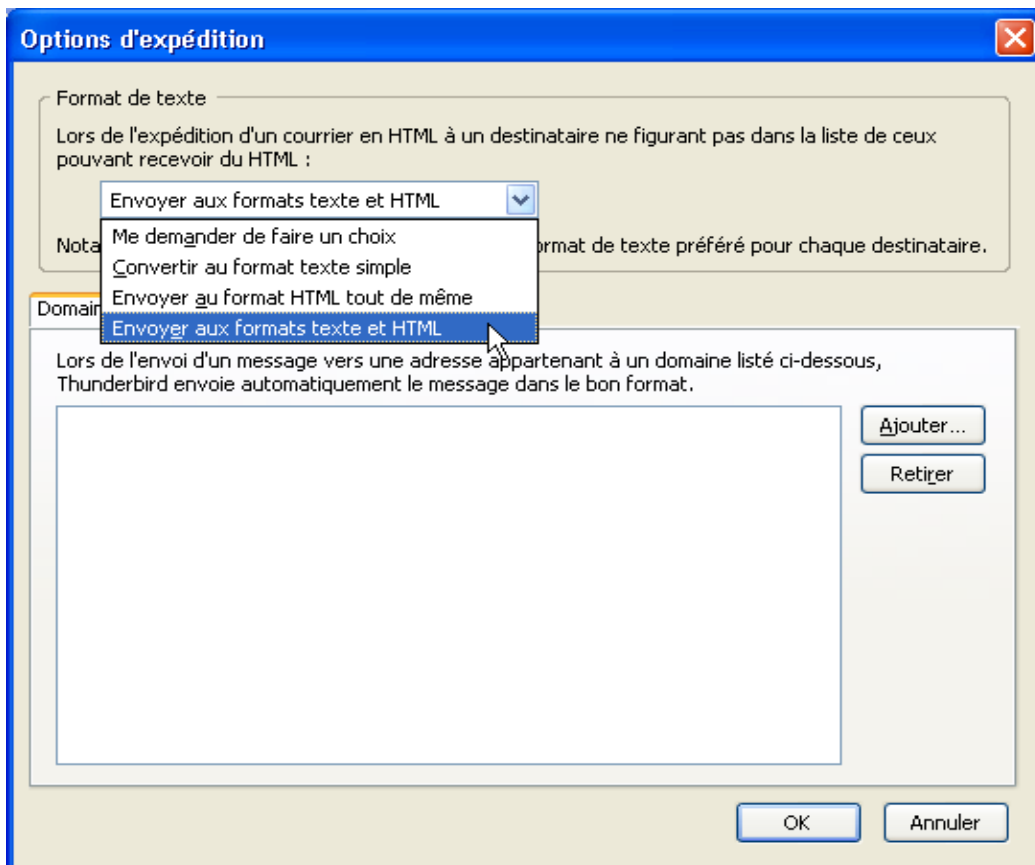 Options d'expédition
Format de texte
Lors de l'expédition d'un courrier en HTML à un destinataire ne figurant pas dans la liste de ceux
pouvant recevoir du HTML :
Envoyer aux formats texte et HTML
Me demander de faire un choix
Convertir au format texte simple
Envoyer au format HTML tout de même
Envoyer aux formats texte et HTML
Nota format de texte préféré pour chaque destinataire.
Lors de l'envoi d'un message vers une adresse appartenant à un domaine listé ci-dessous,
Thunderbird envoie automatiquement le message dans le bon format.
Ajouter...
Retirer
OK
Annuler